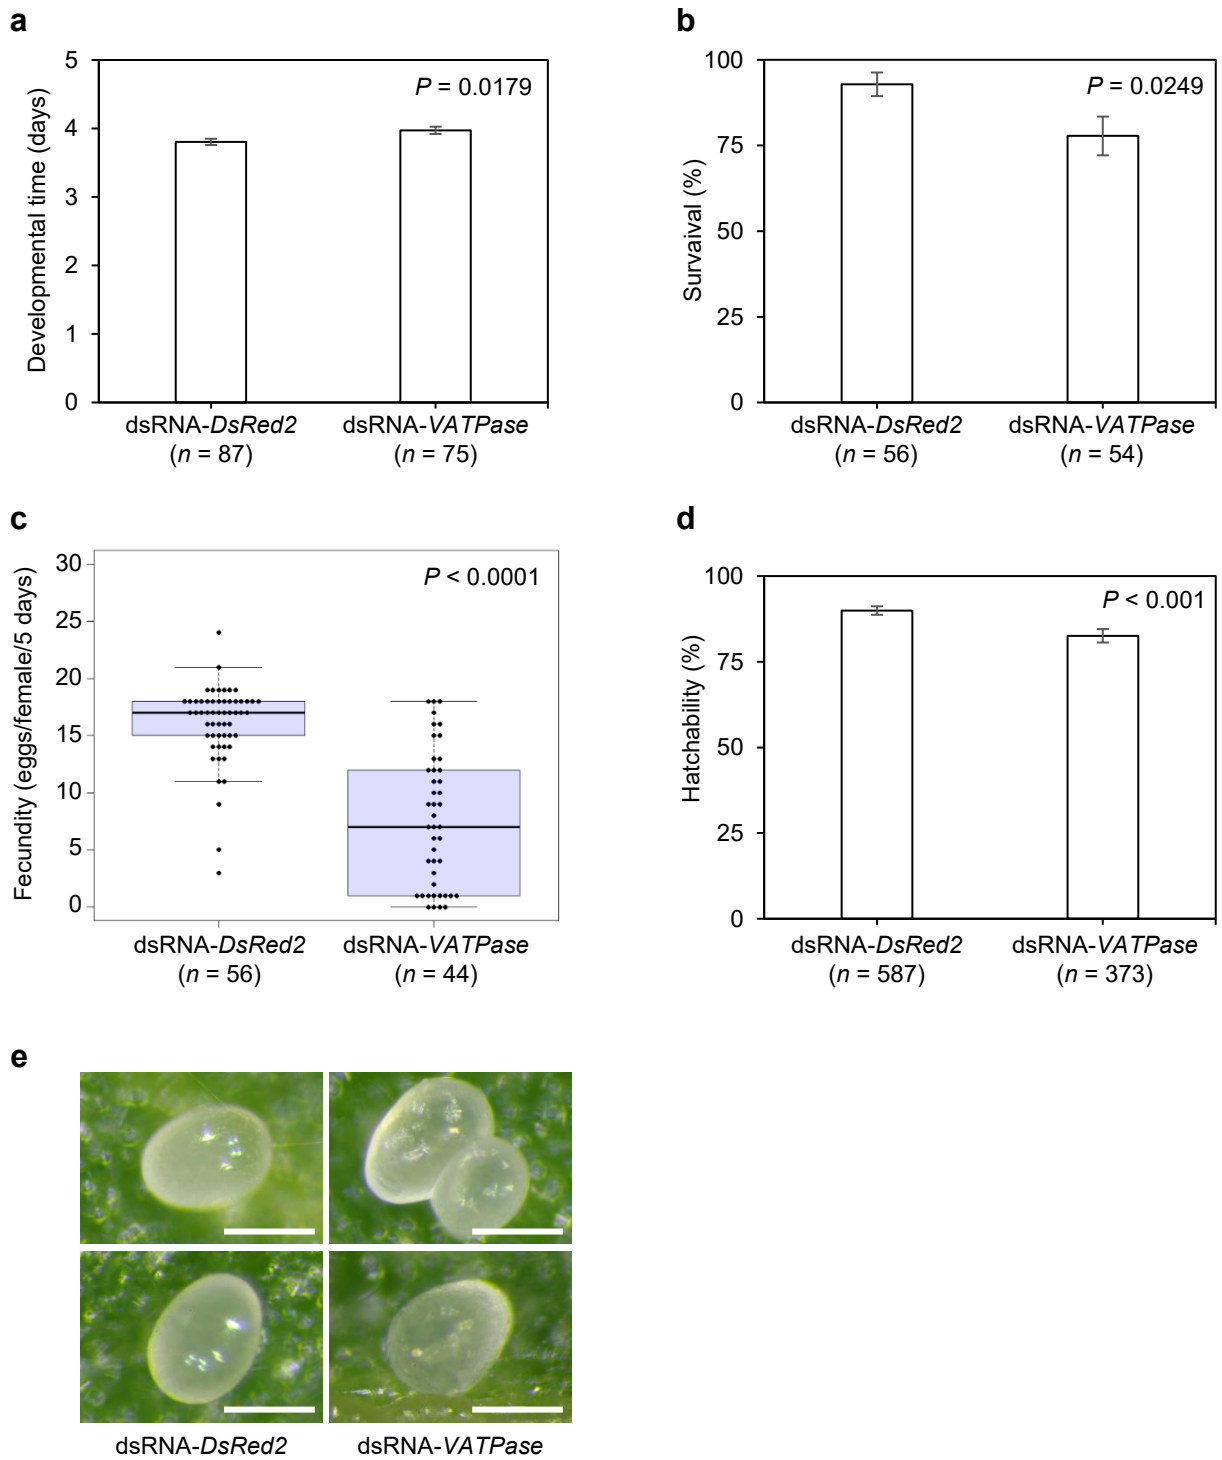 a
5
4
3
2
1
0
Developmental time (days)
P = 0.0179
dsRNA-DsRed2
(n = 87)
dsRNA-VATPase
(n = 75)
b
100
75
50
25
0
Survaival (%)
P = 0.0249
dsRNA-DsRed2
(n = 56)
dsRNA-VATPase
(n = 54)
c
30
25
20
15
10
5
0
Fecundity (eggs/female/5 days)
P < 0.0001
dsRNA-DsRed2
(n = 56)
dsRNA-VATPase
(n = 44)
d
100
75
50
25
0
Hatchability (%)
P < 0.001
dsRNA-DsRed2
(n = 587)
dsRNA-VATPase
(n = 373)
e
dsRNA-DsRed2
dsRNA-VATPase